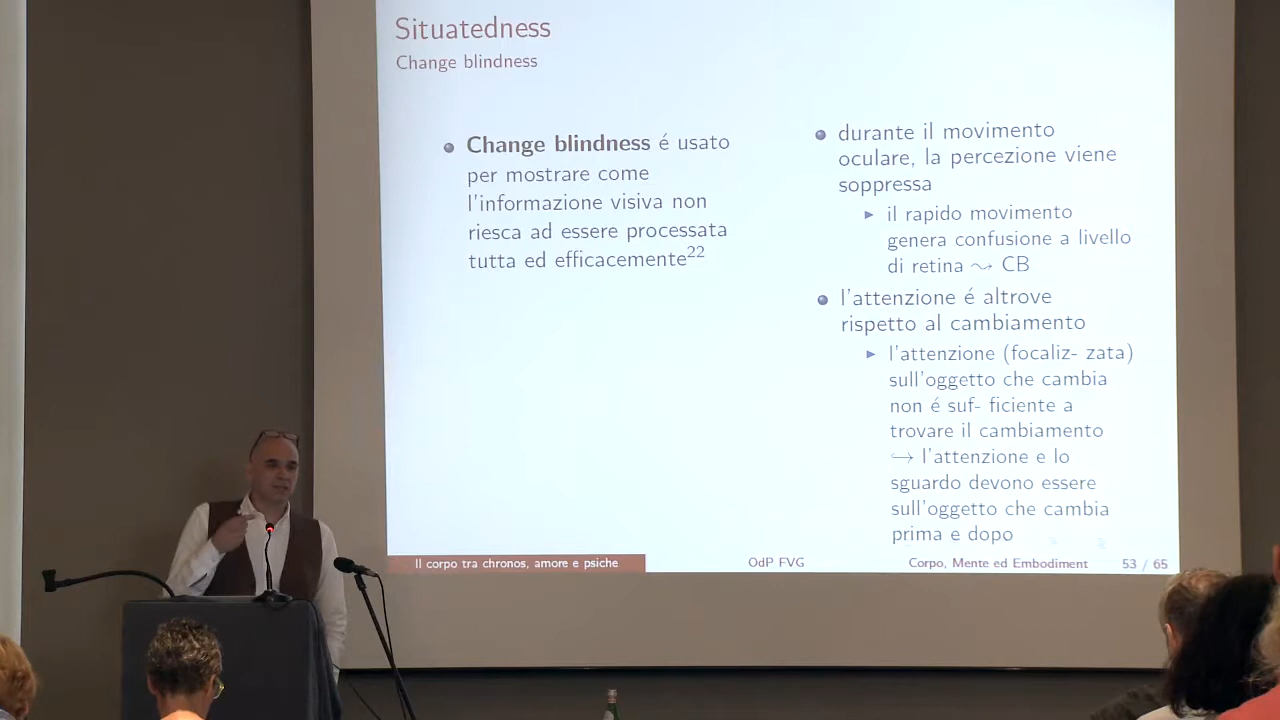 Situatedness
Change blindness
Change blindness é usato
per mostrare come
l'informazione visiva non
riesca ad essere processata
tutta ed efficacemente22
durante il movimento
oculare, la percezione viene
soppressa
il rapido movimento
genera confusione a livello
di retina ⤳ CB
l'attenzione é altrove
rispetto al cambiamento
l'attenzione (focaliz- zata)
sull'oggetto che cambia
non é suf- ficiente a
trovare il cambiamento
↪ l'attenzione e lo
sguardo devono essere
sull'oggetto che cambia
prima e dopo
Il corpo tra chronos, amore e psiche
OdP FVG
Corpo, Mente ed Embodiment
53 / 65